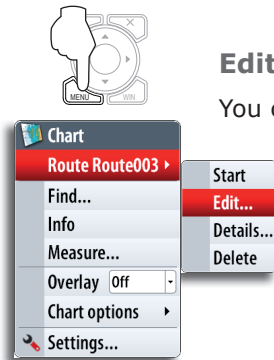 MENU
WIN
Edit
You c
Chart
Route Route003
Find...
Info
Measure...
Overlay Off
Chart options
Settings...
Start
Edit...
Details...
Delete